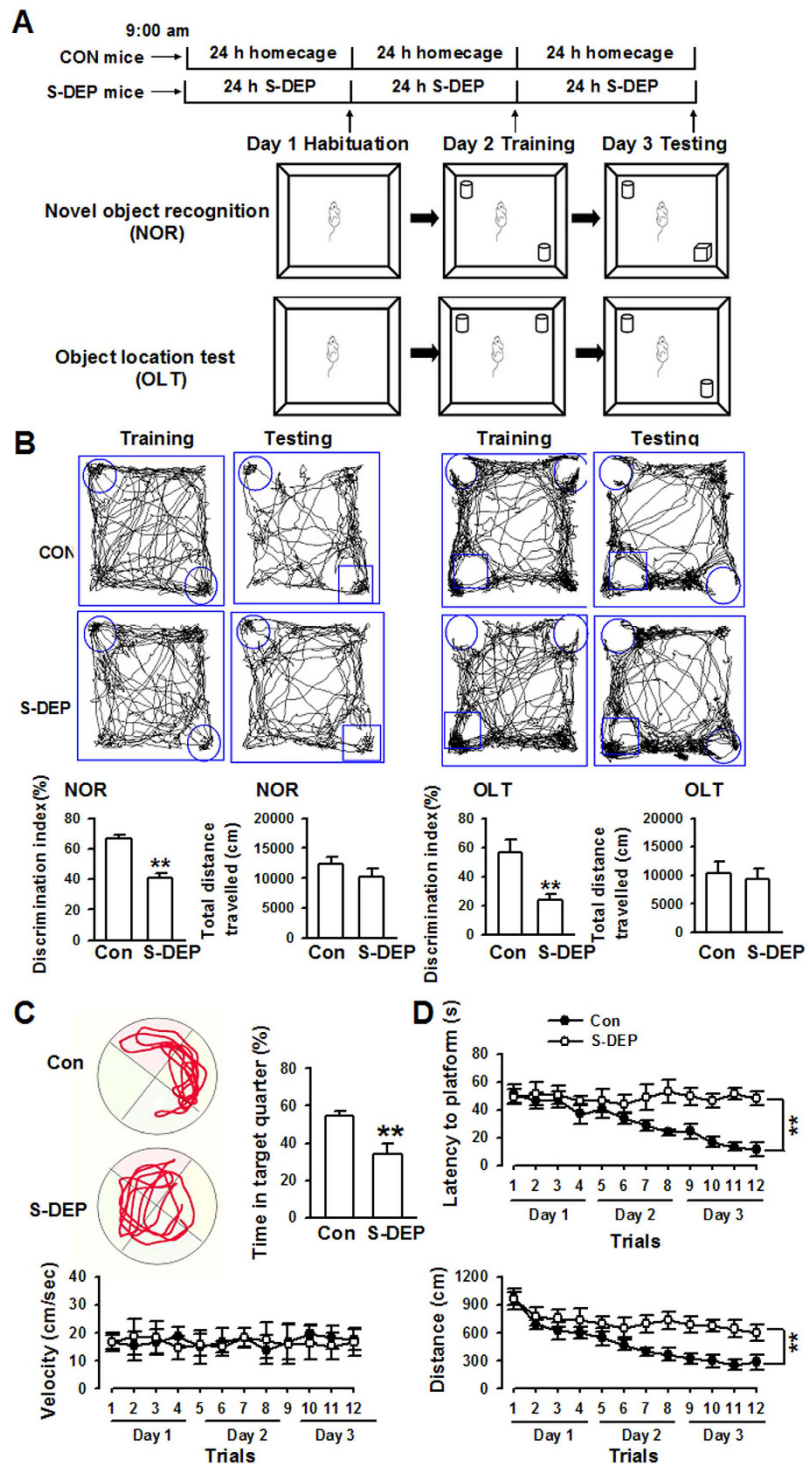 A
9:00 am
CON mice
24 h homecage 24 h homecage 24 h homecage
S-DEP mice
24 h S-DEP 24 h S-DEP 24 h S-DEP
Day 1 Habituation Day 2 Training Day 3 Testing
Novel object recognition
(NOR)
Object location test
(OLT)
B
Training Testing Training Testing
CON
S-DEP
NOR NOR OLT OLT
Discrimination index(%)
80
60
40
20
0
**
Con S-DEP
Total distance
travelled (cm)
20000
15000
10000
5000
0
Con S-DEP
Discrimination index(%)
80
60
40
20
0
**
Con S-DEP
Total distance
travelled (cm)
20000
15000
10000
5000
0
Con S-DEP
C
Con
S-DEP
Time in target quarter (%)
80
60
40
20
0
**
Con S-DEP
Velocity (cm/sec)
40
30
20
10
0
1 2 3 4 5 6 7 8 9 10 11 12
Day 1 Day 2 Day 3
Trials
D
Con
S-DEP
Latency to platform (s)
80
60
40
20
0
**
1 2 3 4 5 6 7 8 9 10 11 12
Day 1 Day 2 Day 3
Trials
Distance (cm)
1200
900
600
300
0
**
1 2 3 4 5 6 7 8 9 10 11 12
Day 1 Day 2 Day 3
Trials